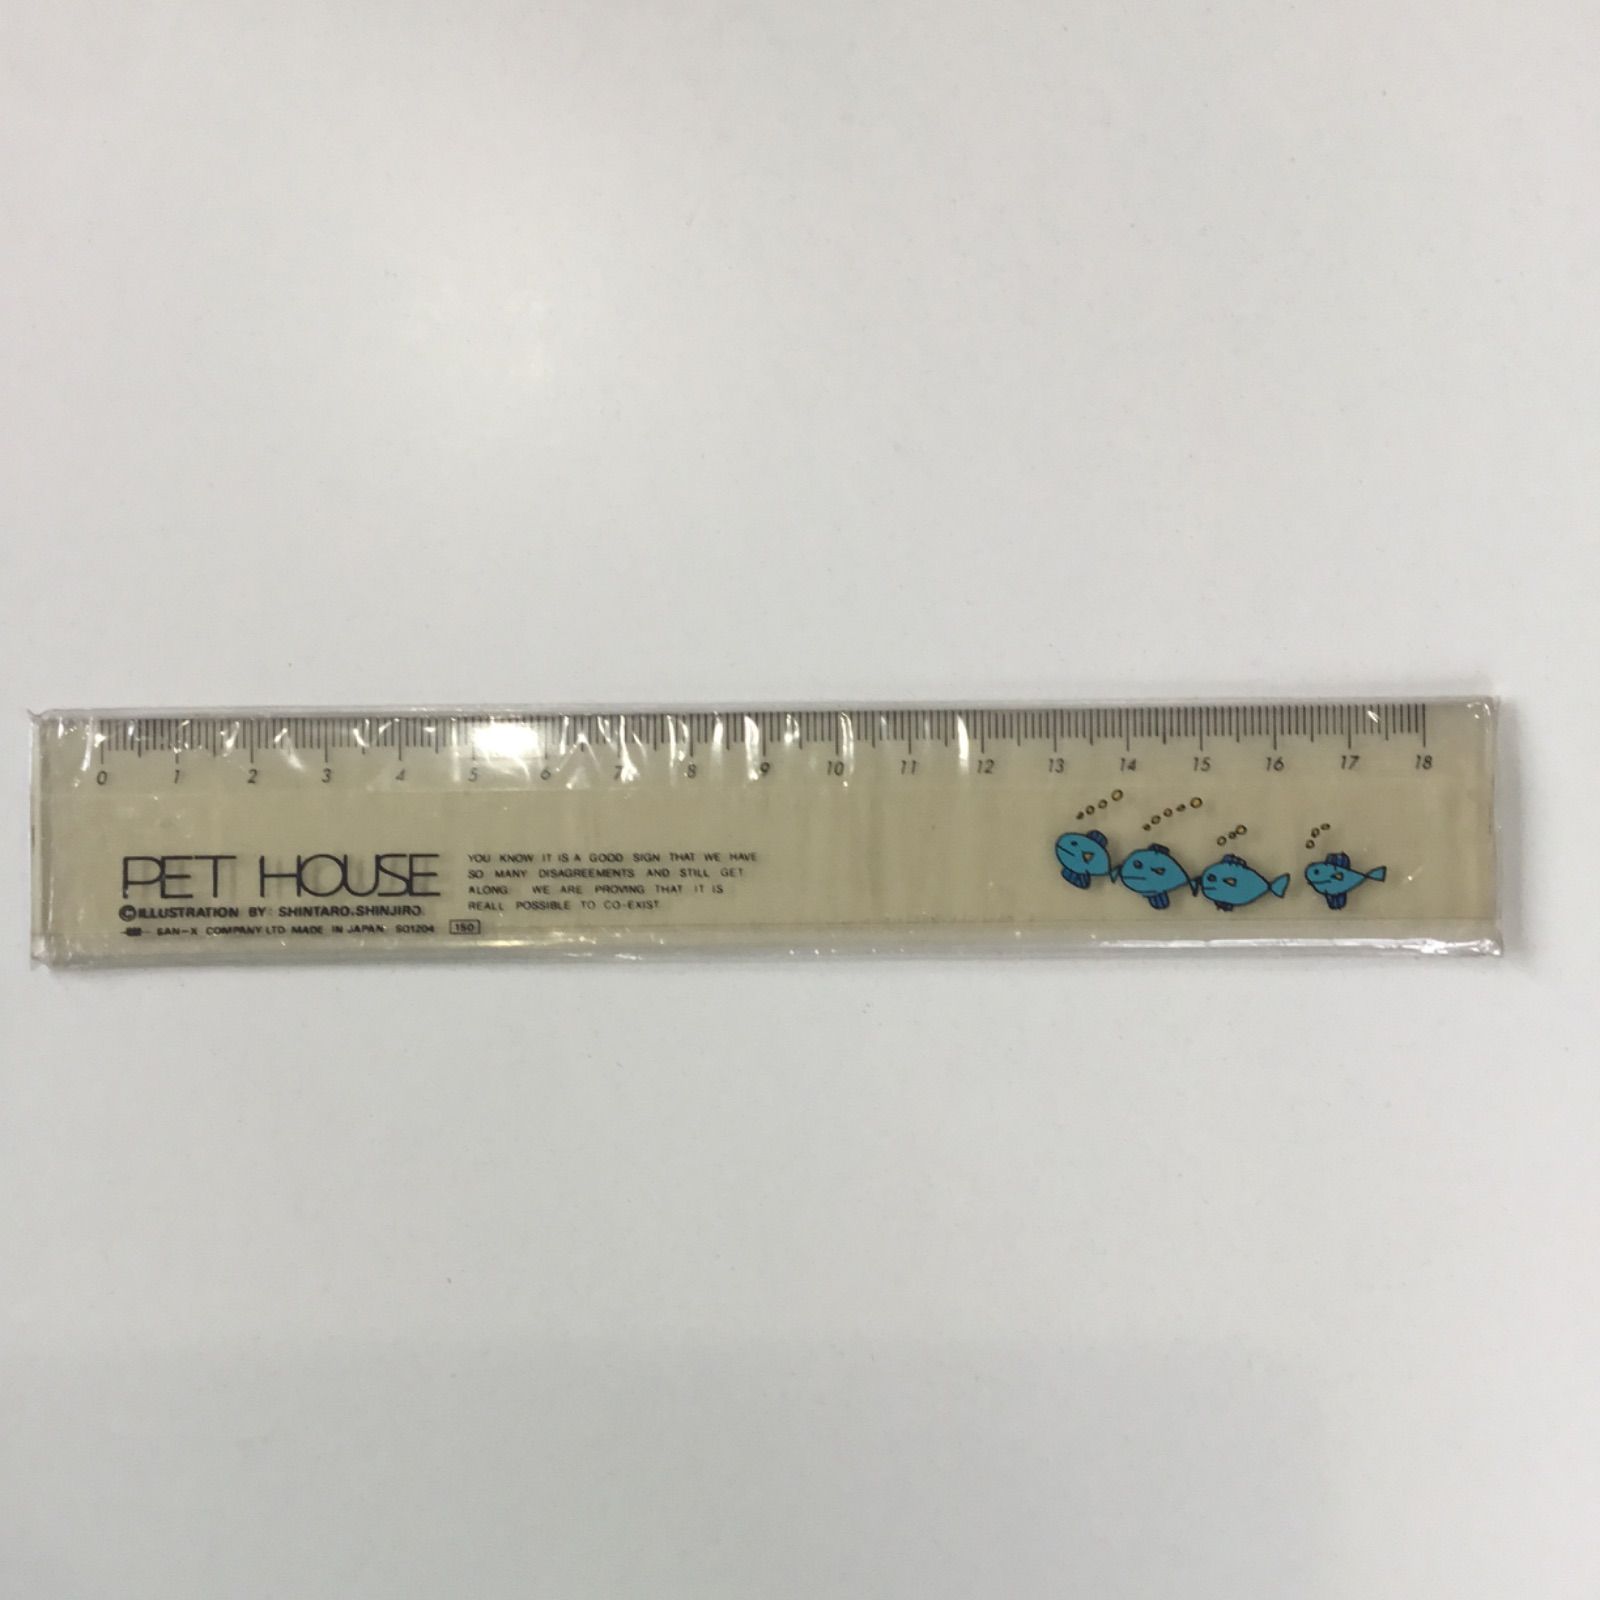 0 1 2 3 4 5 6 7 8 9 10 11 12 13 14 15 16 17 18
PET HOUSE
©ILLUSTRATION BY: SHINTARO.SHINJIRO.
SAN-X COMPANY LTD. MADE IN JAPAN. SO1204 150
YOU KNOW IT IS A GOOD SIGN THAT WE HAVE
SO MANY DISAGREEMENTS AND STILL GET
ALONG: WE ARE PROVING THAT IT IS
REALL POSSIBLE TO CO-EXIST.